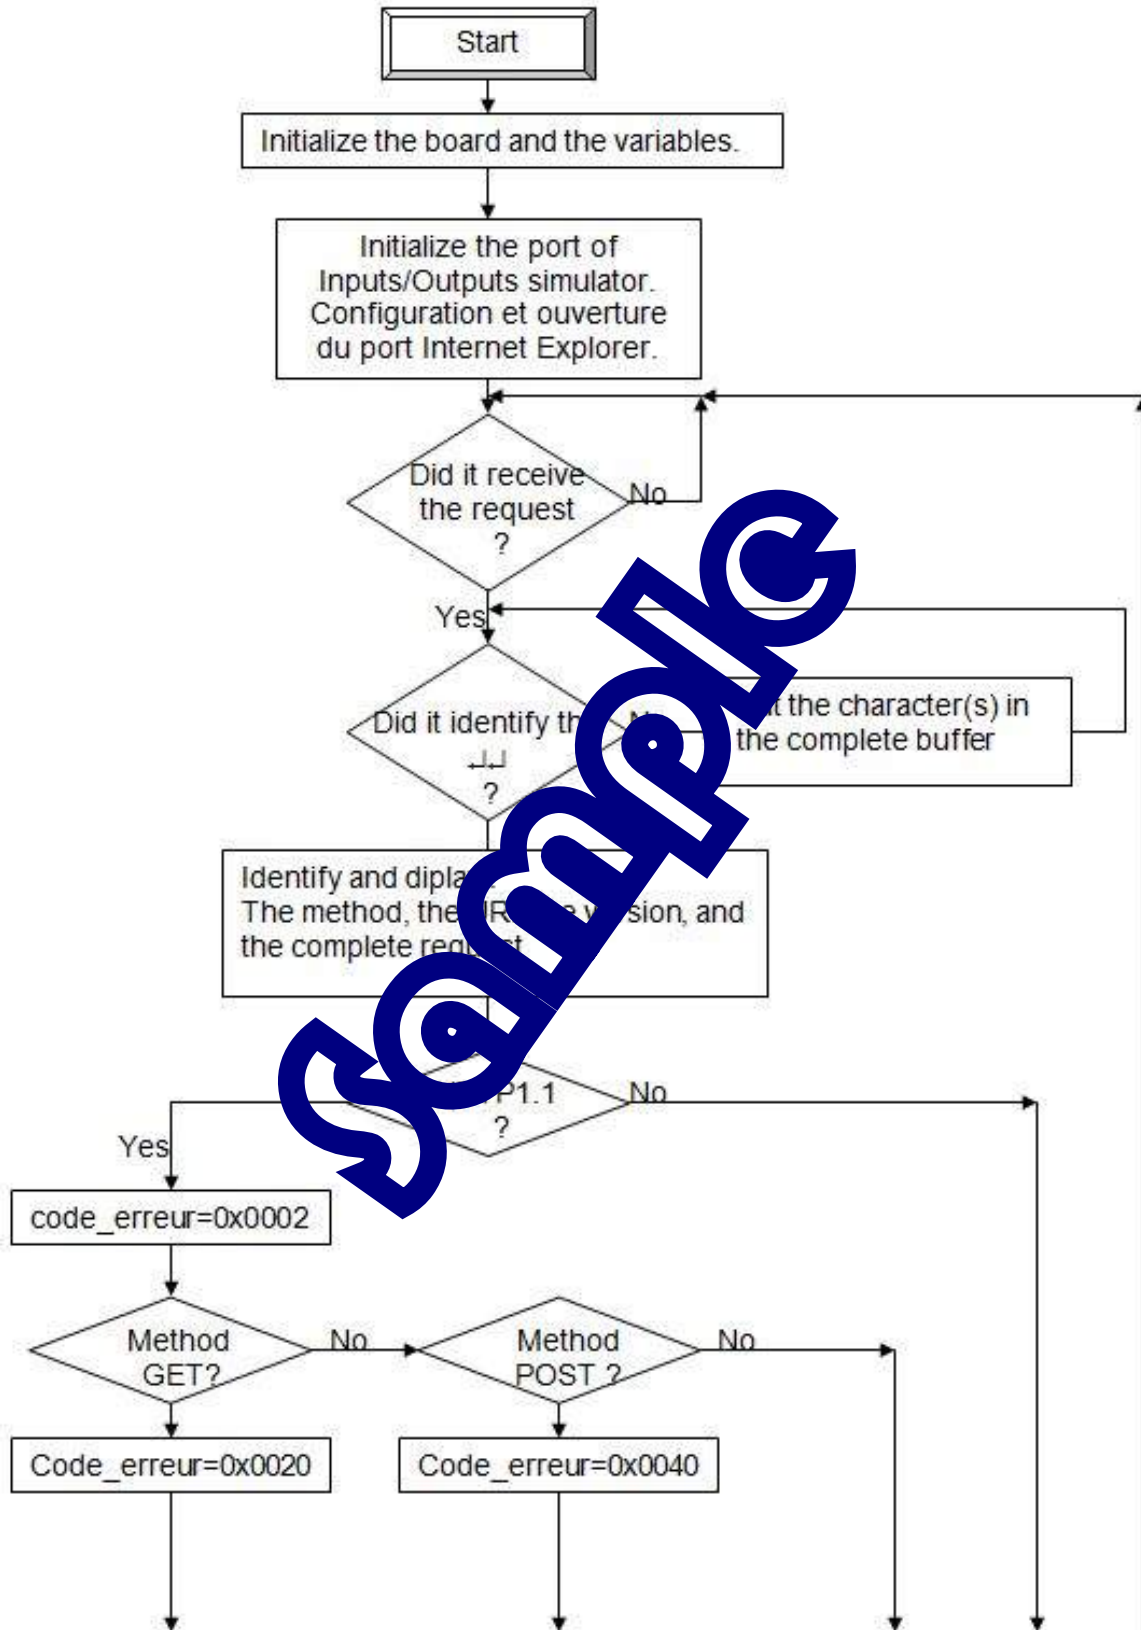 Start
Initialize the board and the variables.
Initialize the port of
Inputs/Outputs simulator.
Configuration et ouverture
du port Internet Explorer.
Did it receive
the request
?
No
Yes
Did it identify
↵↵
?
the character(s) in
the complete buffer
Identify and
The method, the
and
the complete
?
No
Yes
code_erreur=0x0002
Method
GET?
No
Method
POST ?
No
Code_erreur=0x0020
Code_erreur=0x0040
Sample